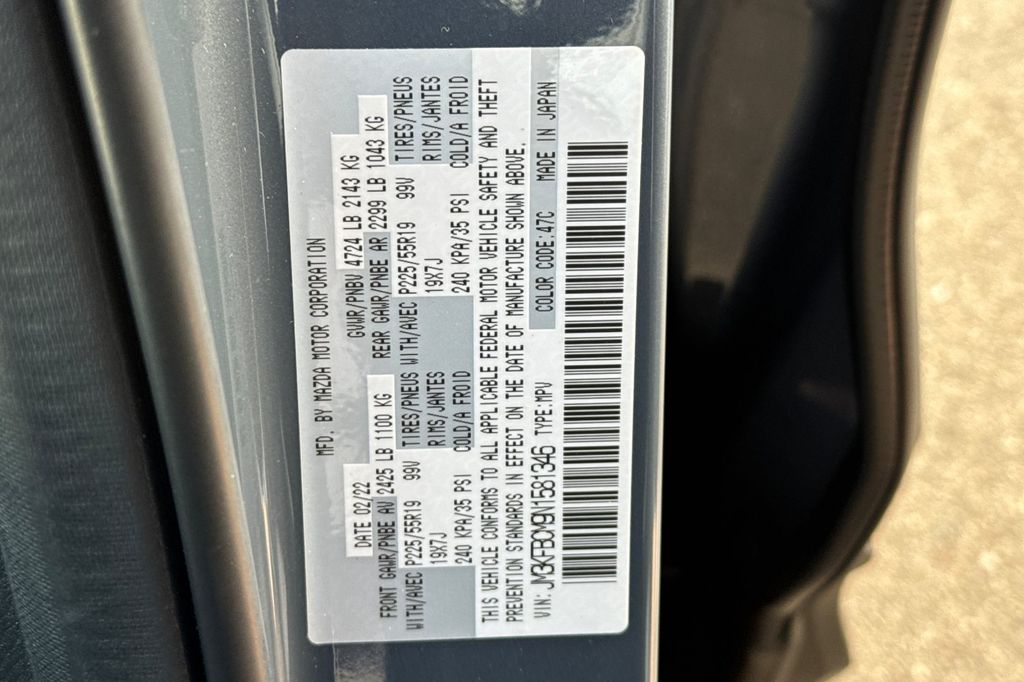 MFD. BY MAZDA MOTOR CORPORATION
DATE 02/22 GVWR/PNBV 4724 LB 2143 KG
FRONT GAWR/PNBE AV 2425 LB 1100 KG REAR GAWR/PNBE AR 2299 LB 1043 KG
WITH/AVEC P225/55R19 99V TIRES/PNEUS WITH/AVEC P225/55R19 99V TIRES/PNEUS
19X7J RIMS/JANTES 19X7J RIMS/JANTES
240 KPA/35 PSI COLD/A FROID 240 KPA/35 PSI COLD/A FROID
THIS VEHICLE CONFORMS TO ALL APPLICABLE FEDERAL MOTOR VEHICLE SAFETY AND THEFT
PREVENTION STANDARDS IN EFFECT ON THE DATE OF MANUFACTURE SHOWN ABOVE.
VIN: JM3KFBCM9N1581346 TYPE:MPV COLOR CODE:47C MADE IN JAPAN